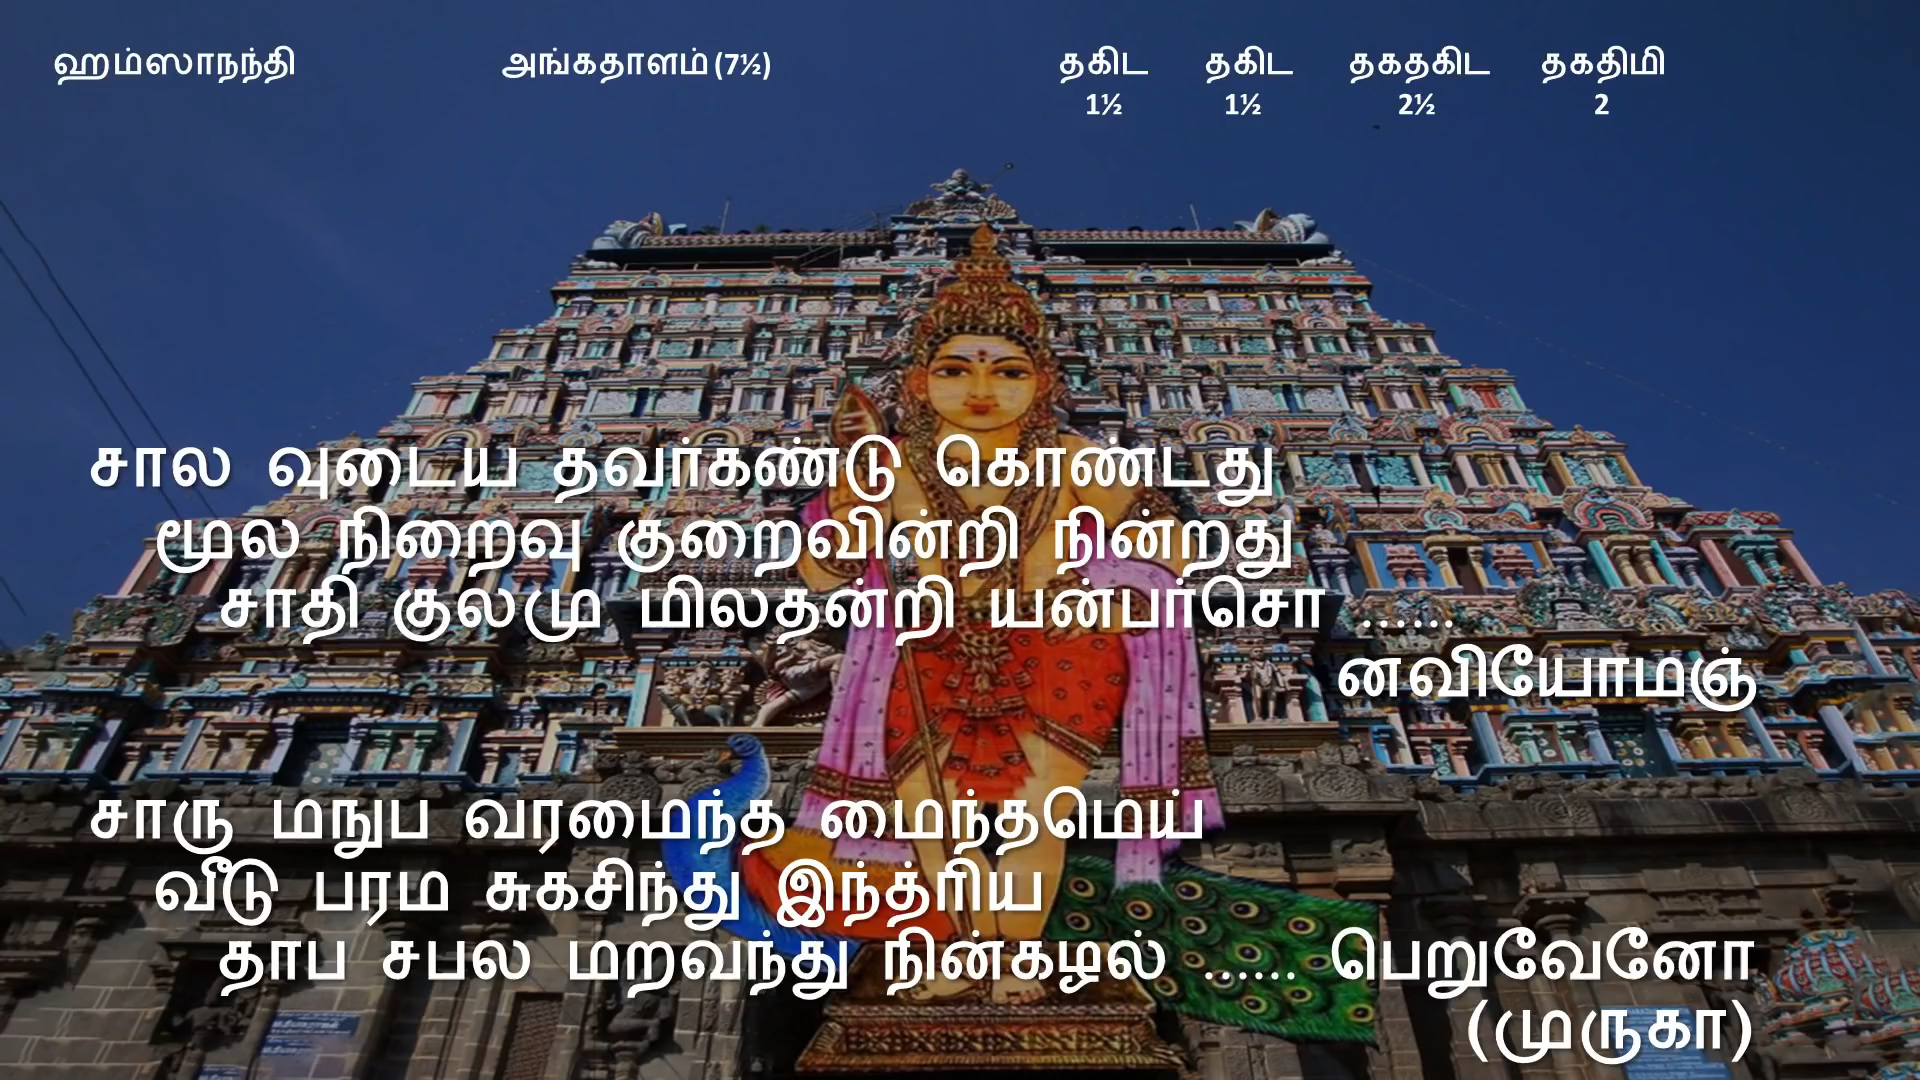 ஹம்ஸாநந்தி அங்கதாளம் (7½) தகிட தகிட தகதகிட தகதிமி
1½ 1½ 2½ 2
சால வுடைய தவர்கண்டு கொண்டது
மூல நிறைவு குறைவின்றி நின்றது
சாதி குலமு மிலதன்றி யன்பர்சொ ......
னவியோமஞ்
சாரு மநுப வரமைந்த மைந்தமெய்
வீடு பரம சுகசிந்து இந்த்ரிய
தாப சபல மறவந்து நின்கழல் ...... பெறுவேனோ
(முருகா)